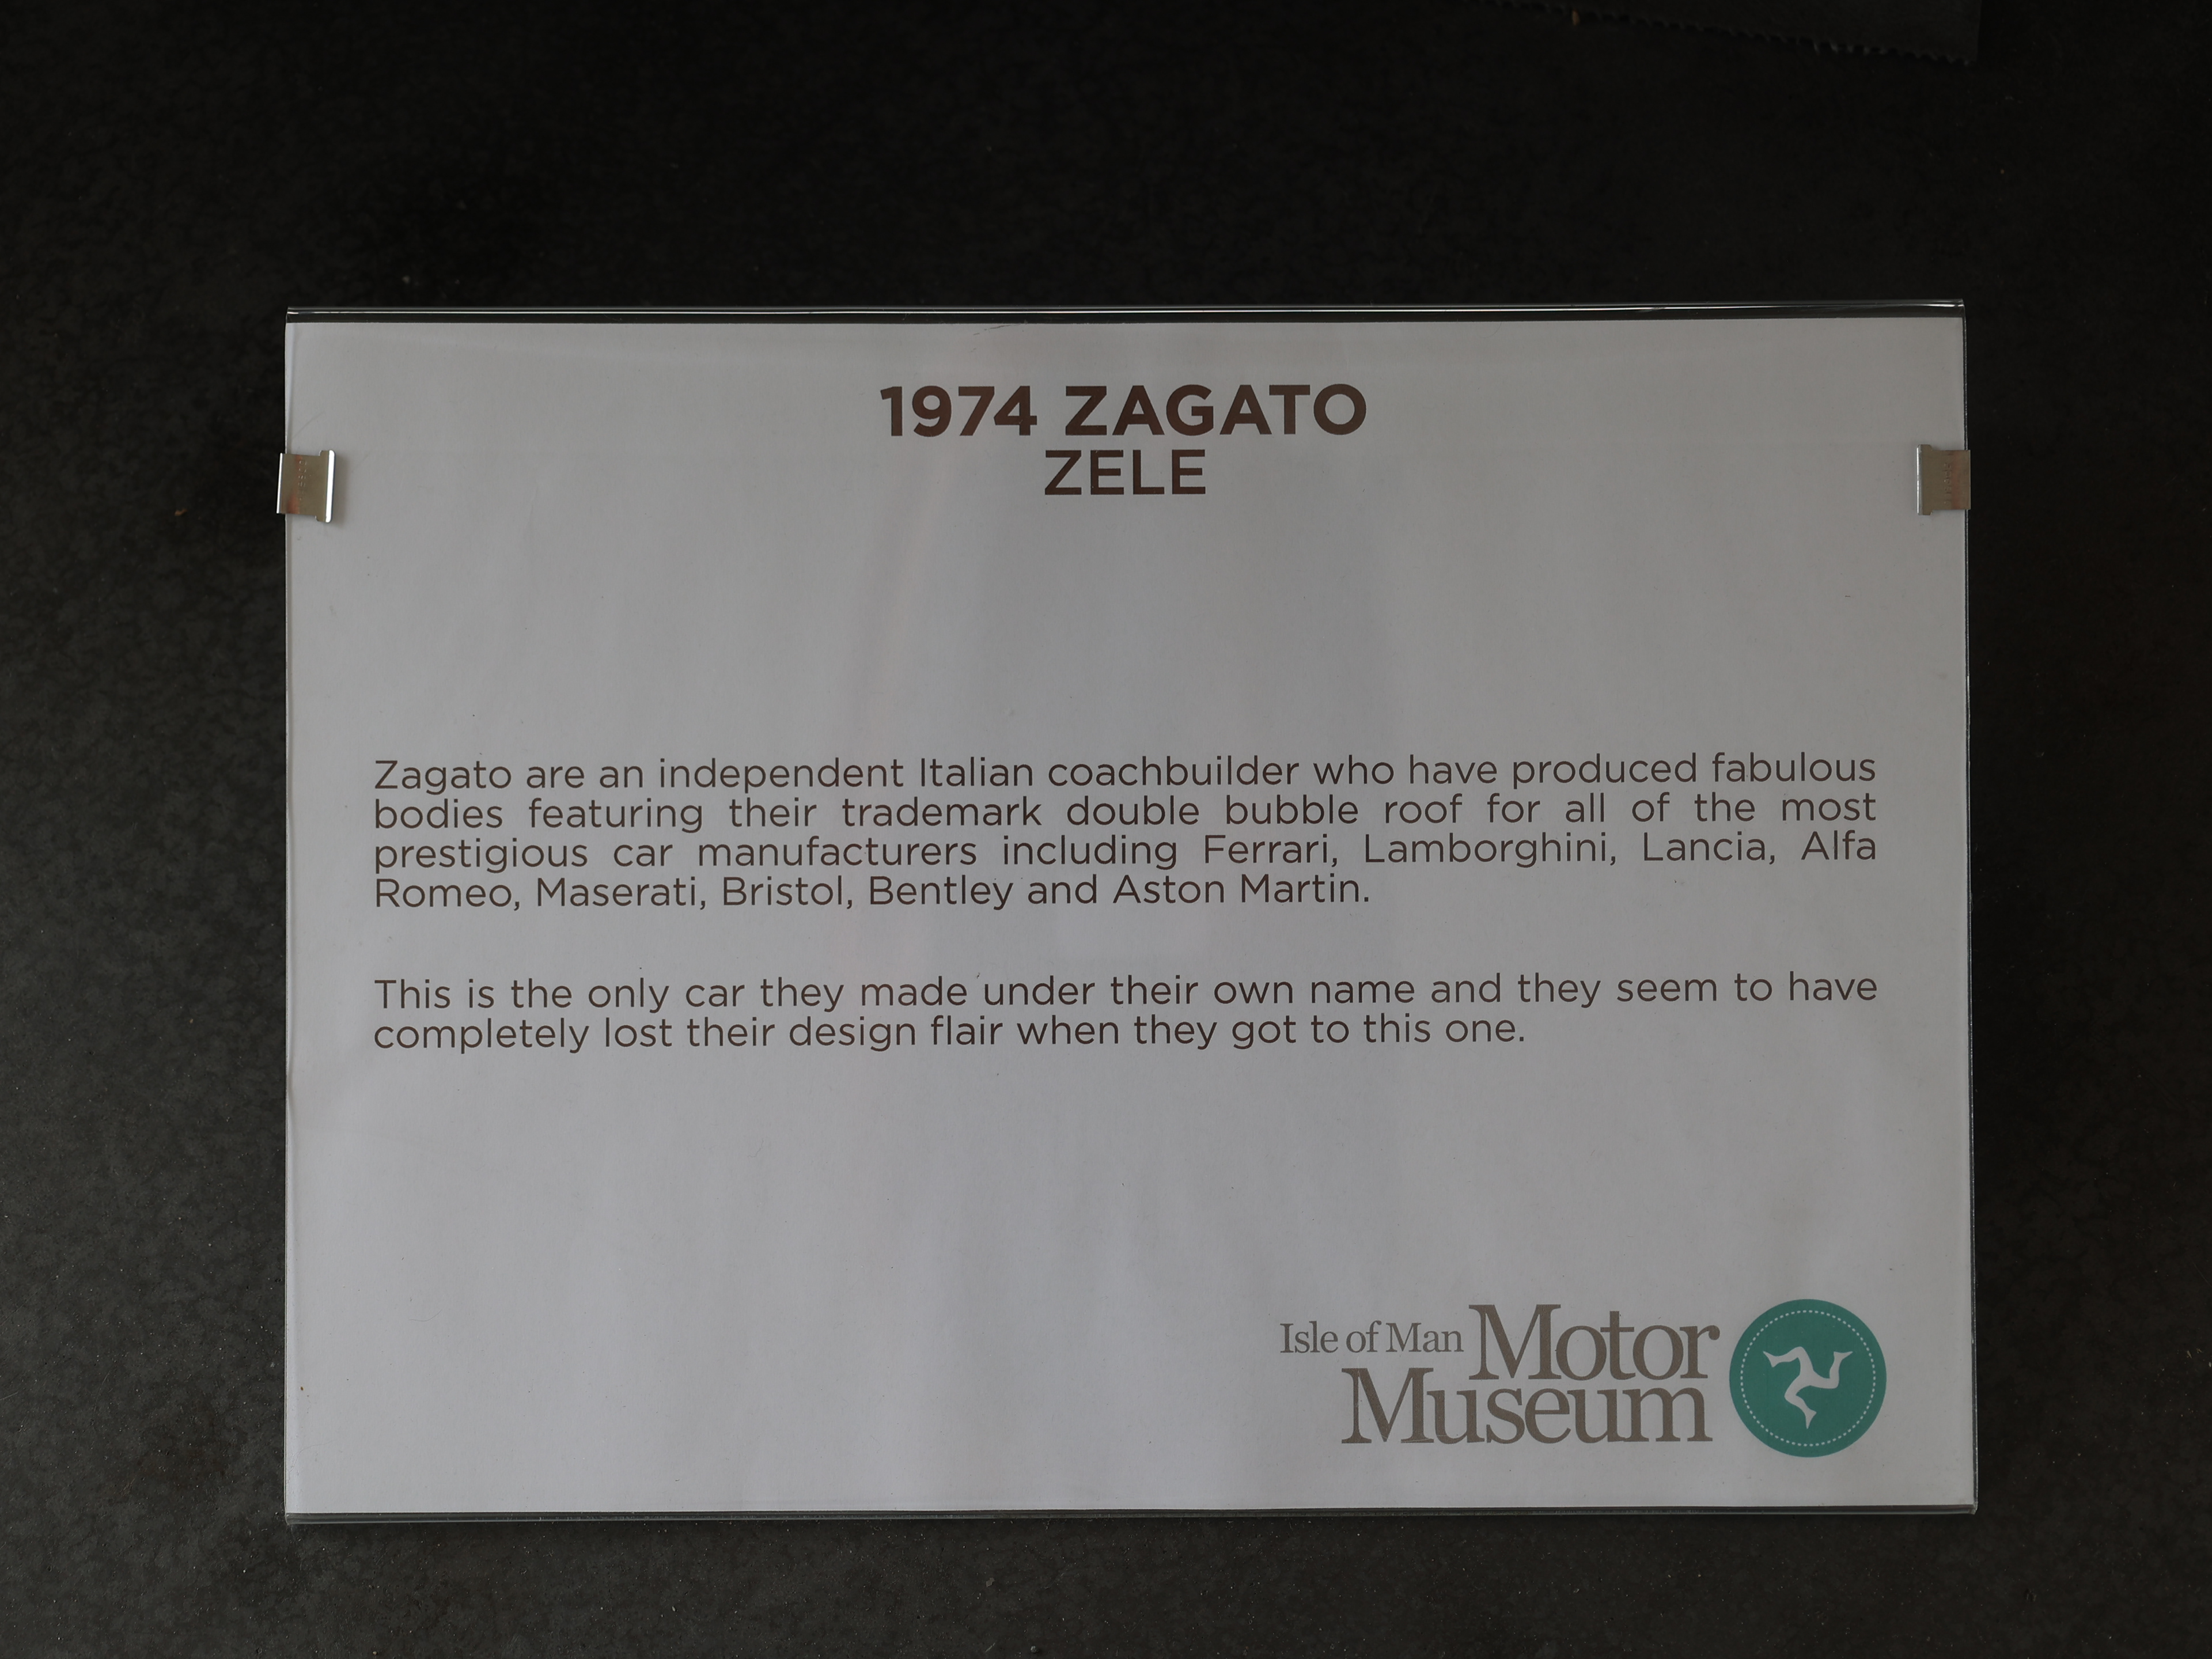 1974 ZAGATO
ZELE
Zagato are an independent Italian coachbuilder who have produced fabulous
bodies featuring their trademark double bubble roof for all of the most
prestigious car manufacturers including Ferrari, Lamborghini, Lancia, Alfa
Romeo, Maserati, Bristol, Bentley and Aston Martin.
This is the only car they made under their own name and they seem to have
completely lost their design flair when they got to this one.
Isle of Man Motor
Museum